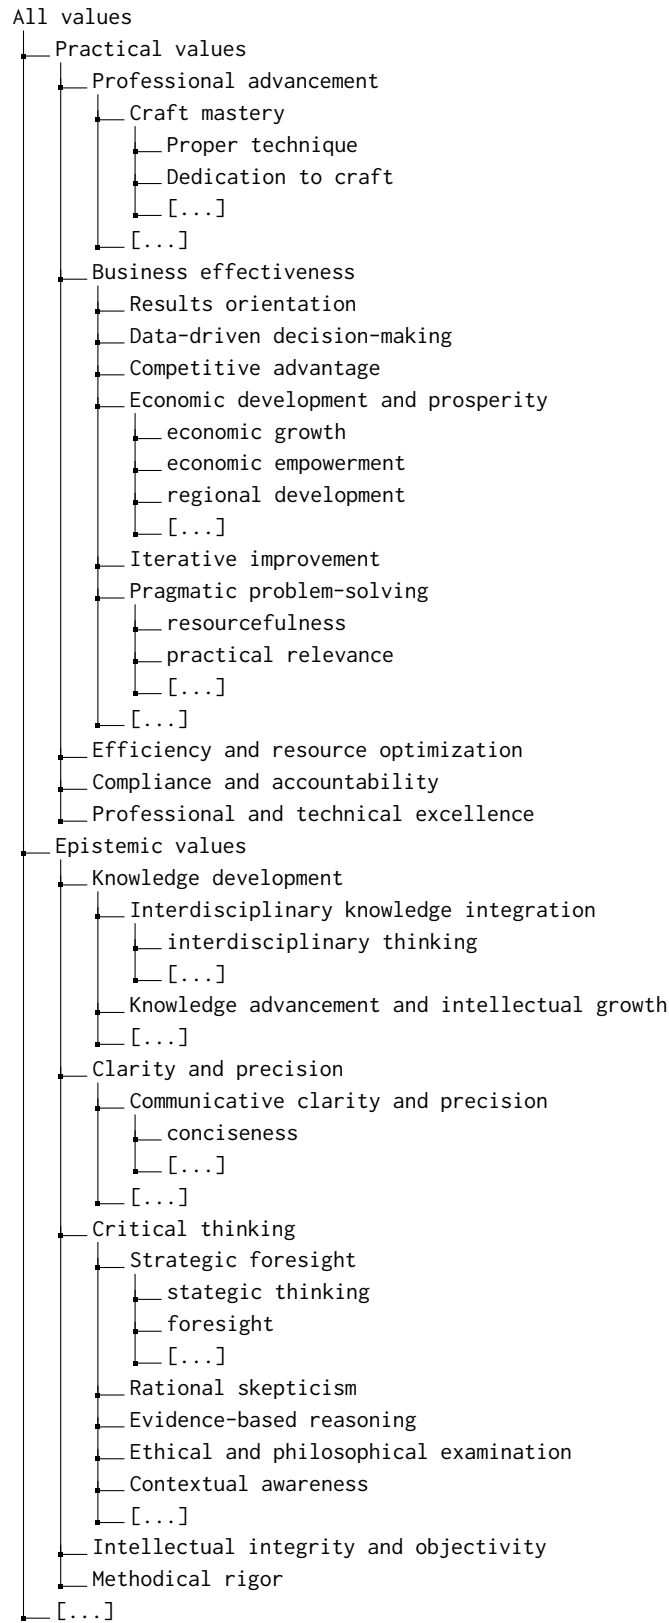 All values
Practical values
Professional advancement
Craft mastery
Proper technique
Dedication to craft
[...]
[...]
Business effectiveness
Results orientation
Data-driven decision-making
Competitive advantage
Economic development and prosperity
economic growth
economic empowerment
regional development
[...]
Iterative improvement
Pragmatic problem-solving
resourcefulness
practical relevance
[...]
[...]
Efficiency and resource optimization
Compliance and accountability
Professional and technical excellence
Epistemic values
Knowledge development
Interdisciplinary knowledge integration
interdisciplinary thinking
[...]
Knowledge advancement and intellectual growth
[...]
Clarity and precision
Communicative clarity and precision
conciseness
[...]
[...]
Critical thinking
Strategic foresight
stategic thinking
foresight
[...]
Rational skepticism
Evidence-based reasoning
Ethical and philosophical examination
Contextual awareness
[...]
Intellectual integrity and objectivity
Methodical rigor
[...]